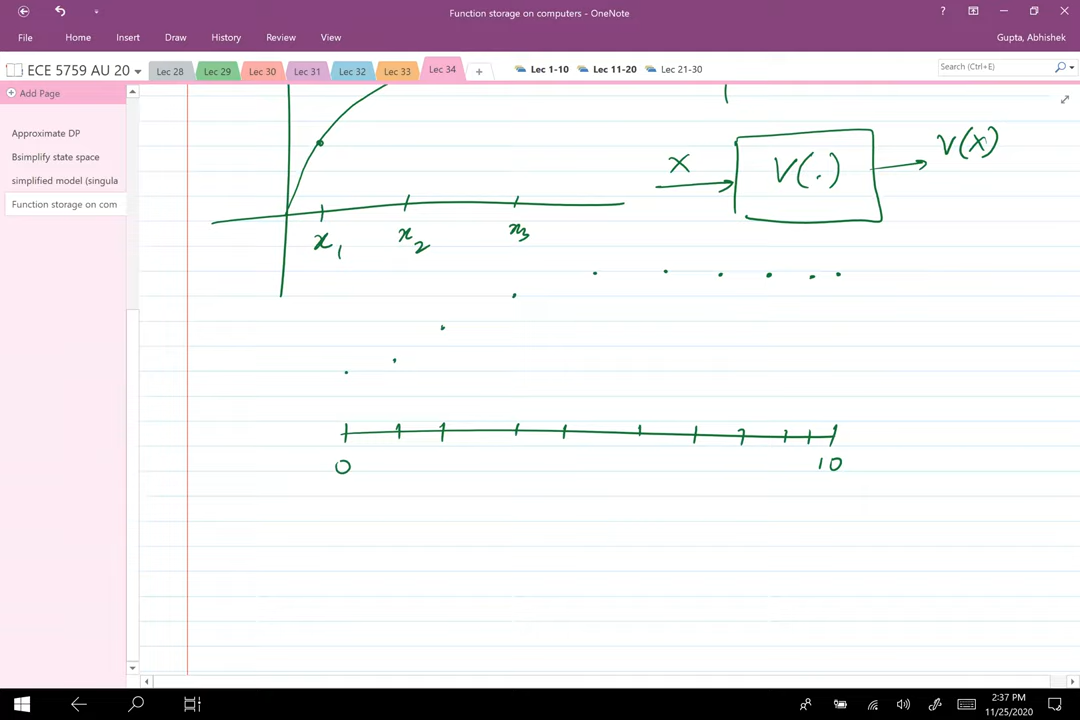 Function storage on computers - OneNote
?
File Home Insert Draw History Review View
Gupta, Abhishek
ECE 5759 AU 20
Lec 28 Lec 29 Lec 30 Lec 31 Lec 32 Lec 33 Lec 34 +
Lec 1-10 Lec 11-20 Lec 21-30
Search (Ctrl+E)
Add Page
Approximate DP
Bsimplify state space
simplified model (singula
Function storage on com
x V(.) V(x)
x1 x2 x3
0 10
2:37 PM
11/25/2020